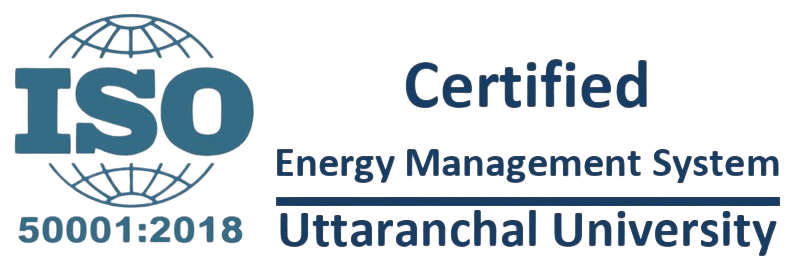 ISO
50001:2018
Certified
Energy Management System
Uttaranchal University